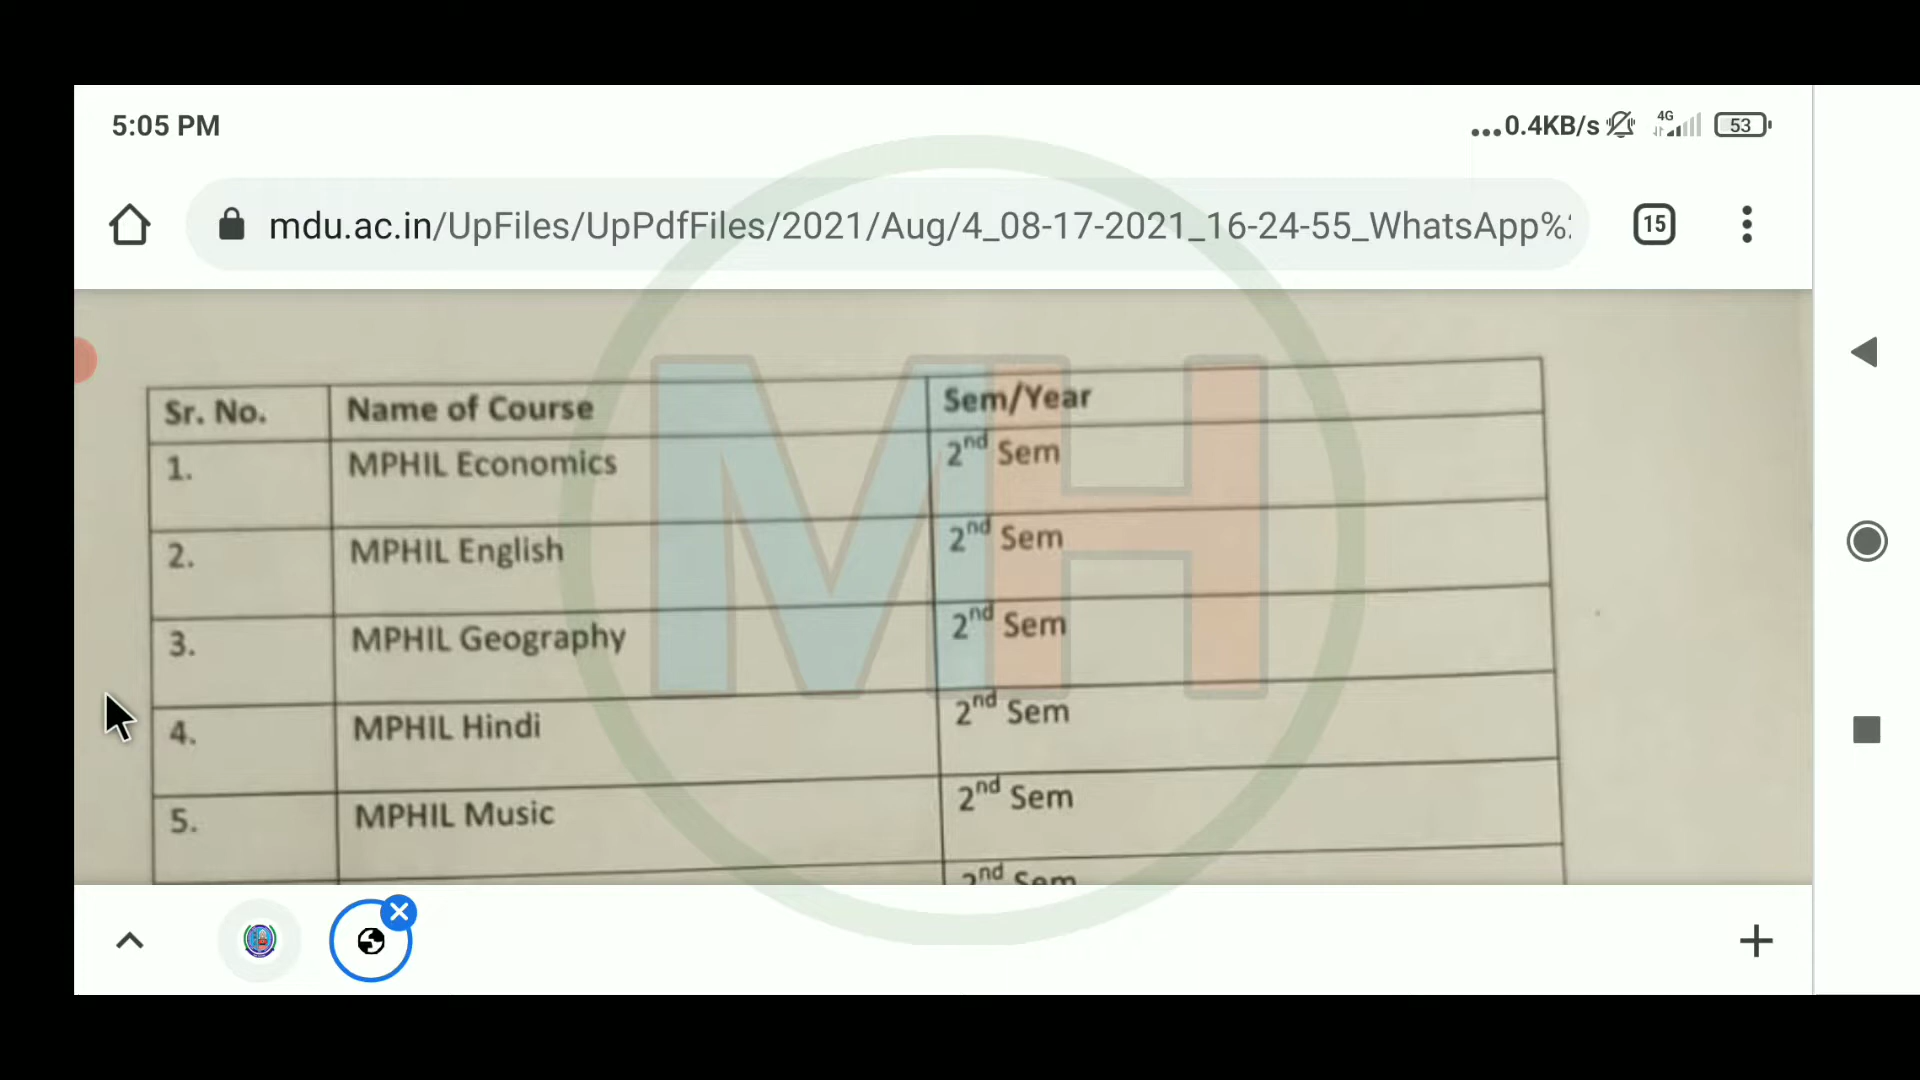 5:05 PM
...0.4KB/s 4G 53
mdu.ac.in/UpFiles/UpPdfFiles/2021/Aug/4_08-17-2021_16-24-55_WhatsApp%
15
MH
Sr. No. Name of Course Sem/Year
1. MPHIL Economics 2nd Sem
2. MPHIL English 2nd Sem
3. MPHIL Geography 2nd Sem
4. MPHIL Hindi 2nd Sem
5. MPHIL Music 2nd Sem
2nd Sem